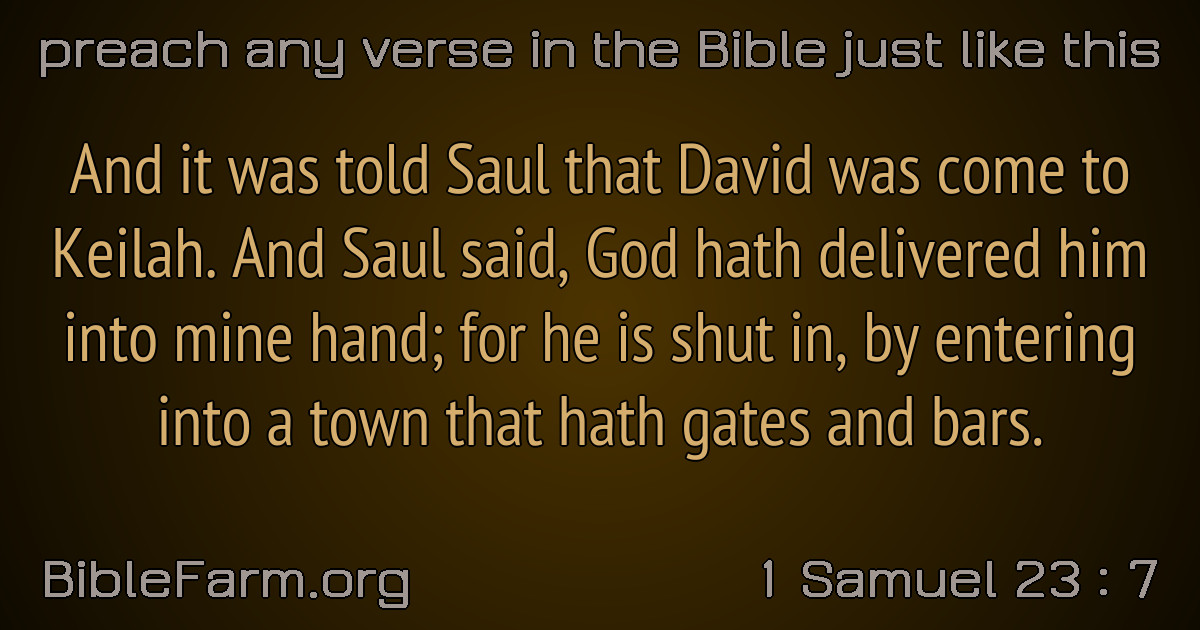 preach any verse in the Bible just like this
And it was told Saul that David was come to
Keilah. And Saul said, God hath delivered him
into mine hand; for he is shut in, by entering
into a town that hath gates and bars.
BibleFarm.org
1 Samuel 23 : 7